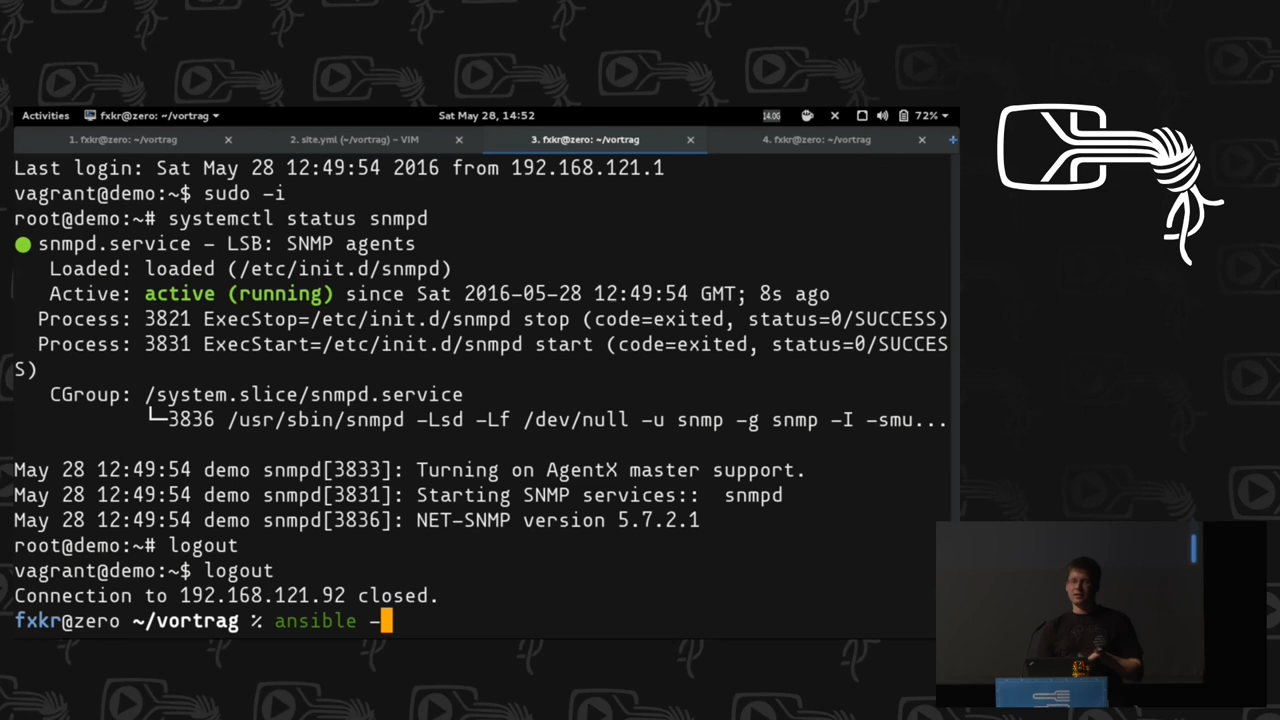 Activities fxkr@zero: ~/vortrag Sat May 28, 14:52 14.0G 72%
1. fxkr@zero: ~/vortrag 2. site.yml (~/vortrag) – VIM 3. fxkr@zero: ~/vortrag 4. fxkr@zero: ~/vortrag
Last login: Sat May 28 12:49:54 2016 from 192.168.121.1
vagrant@demo:~$ sudo -i
root@demo:~# systemctl status snmpd
● snmpd.service - LSB: SNMP agents
Loaded: loaded (/etc/init.d/snmpd)
Active: active (running) since Sat 2016-05-28 12:49:54 GMT; 8s ago
Process: 3821 ExecStop=/etc/init.d/snmpd stop (code=exited, status=0/SUCCESS)
Process: 3831 ExecStart=/etc/init.d/snmpd start (code=exited, status=0/SUCCES
S)
CGroup: /system.slice/snmpd.service
└─3836 /usr/sbin/snmpd -Lsd -Lf /dev/null -u snmp -g snmp -I -smu...
May 28 12:49:54 demo snmpd[3833]: Turning on AgentX master support.
May 28 12:49:54 demo snmpd[3831]: Starting SNMP services:: snmpd
May 28 12:49:54 demo snmpd[3836]: NET-SNMP version 5.7.2.1
root@demo:~# logout
vagrant@demo:~$ logout
Connection to 192.168.121.92 closed.
fxkr@zero ~/vortrag % ansible -